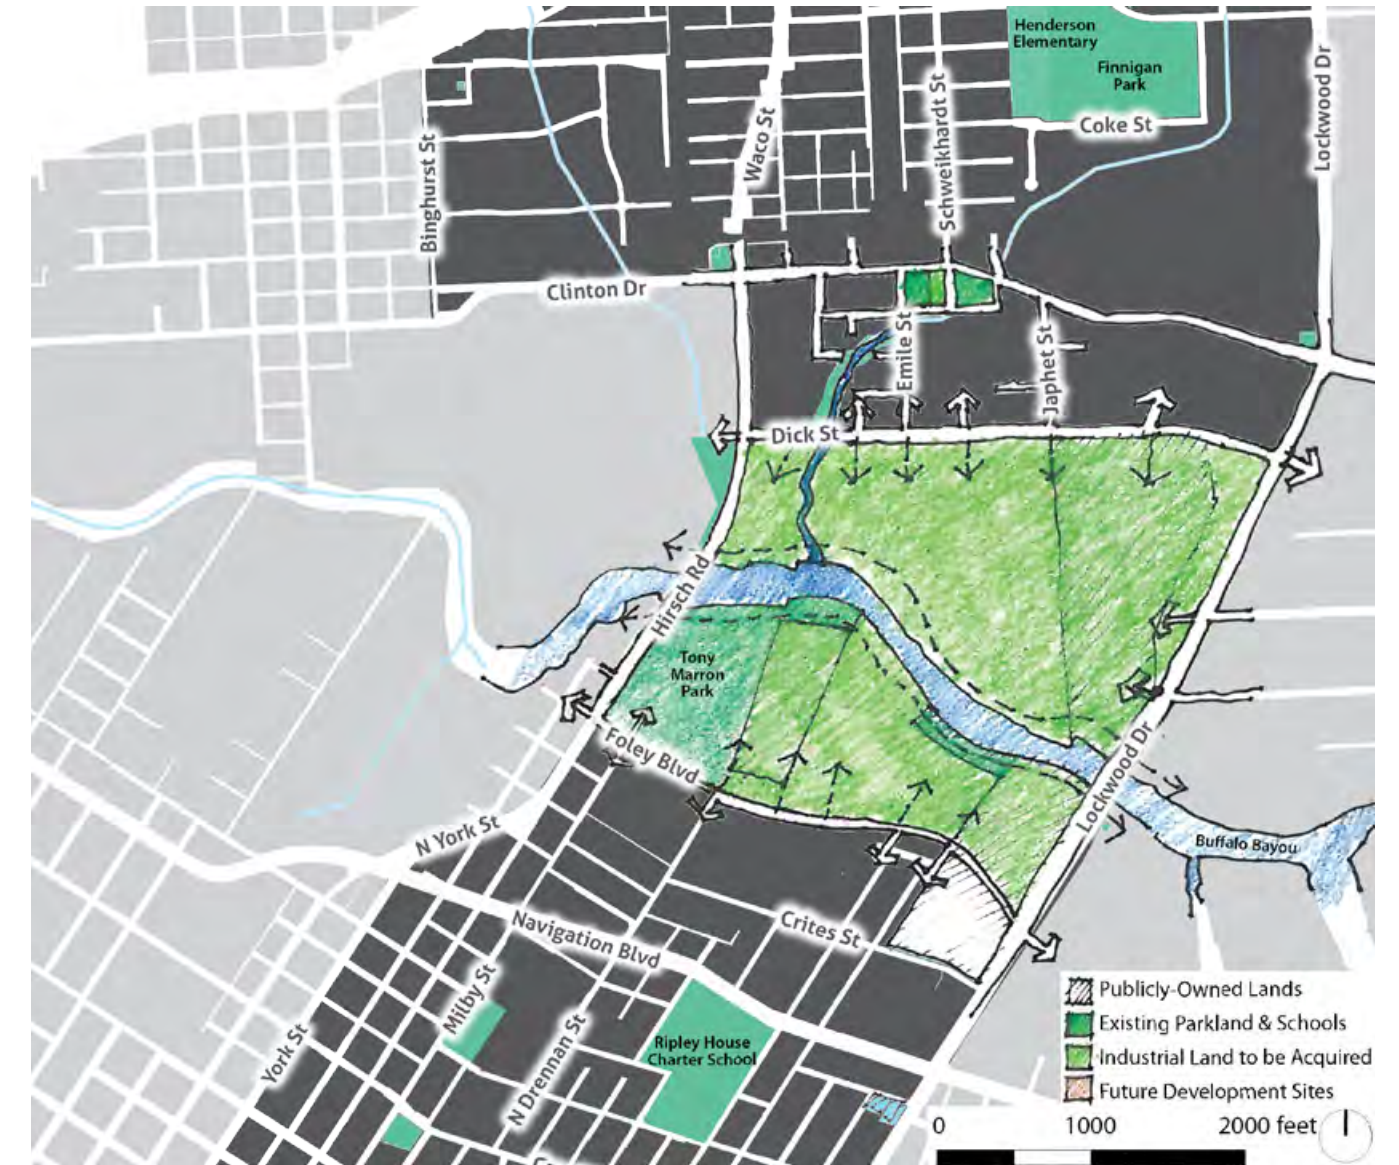 Henderson
Elementary
Finnigan
Park
Coke St
Lockwood Dr
Schweikhardt St
Waco St
Binghurst St
Clinton Dr
Emile St
Japhet St
Dick St
Hirsch Rd
Tony
Marron
Park
Foley Blvd
Lockwood Dr
Buffalo Bayou
N York St
Crites St
Navigation Blvd
Milby St
York St
N Drennan St
Ripley House
Charter School
Publicly-Owned Lands
Existing Parkland & Schools
Industrial Land to be Acquired
Future Development Sites
0 1000 2000 feet